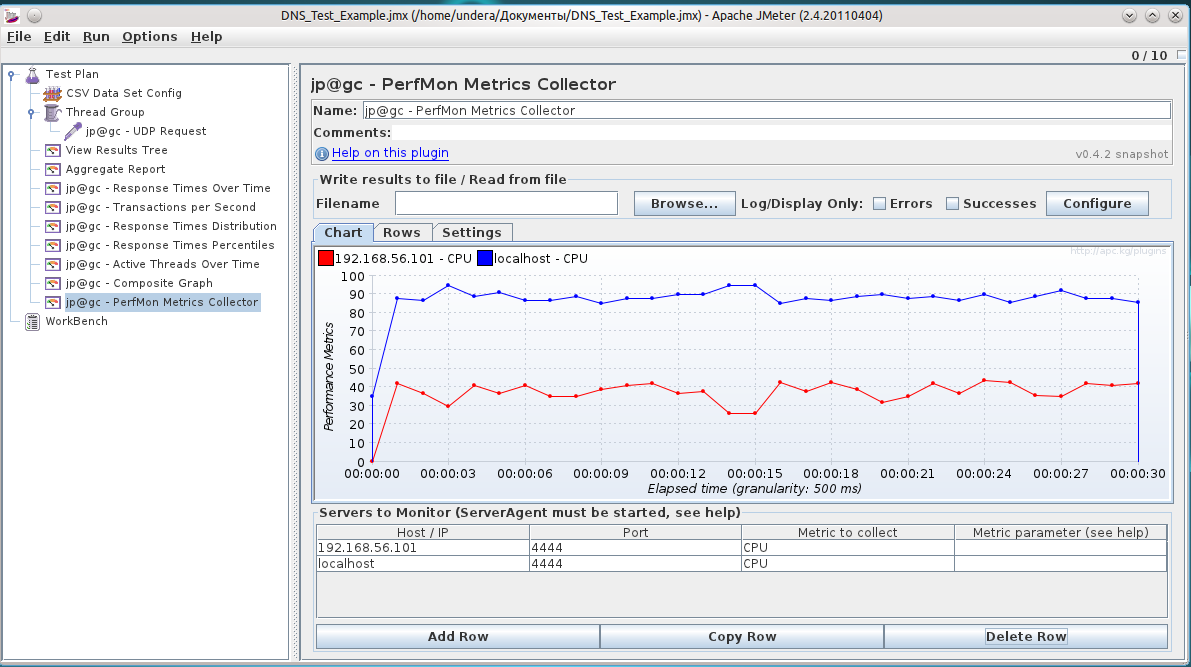 DNS_Test_Example.jmx (/home/undera/Документы/DNS_Test_Example.jmx) - Apache JMeter (2.4.20110404)
File Edit Run Options Help
0 / 10
Test Plan
CSV Data Set Config
Thread Group
jp@gc - UDP Request
View Results Tree
Aggregate Report
jp@gc - Response Times Over Time
jp@gc - Transactions per Second
jp@gc - Response Times Distribution
jp@gc - Response Times Percentiles
jp@gc - Active Threads Over Time
jp@gc - Composite Graph
jp@gc - PerfMon Metrics Collector
WorkBench
jp@gc - PerfMon Metrics Collector
Name: jp@gc - PerfMon Metrics Collector
Comments:
Help on this plugin
v0.4.2 snapshot
Write results to file / Read from file
Filename Browse... Log/Display Only: Errors Successes Configure
Chart Rows Settings
http://apc.kg/plugins
192.168.56.101 - CPU localhost - CPU
100
90
80
70
60
50
40
30
20
10
0
Performance Metrics
00:00:00 00:00:03 00:00:06 00:00:09 00:00:12 00:00:15 00:00:18 00:00:21 00:00:24 00:00:27 00:00:30
Elapsed time (granularity: 500 ms)
Servers to Monitor (ServerAgent must be started, see help)
Host / IP Port Metric to collect Metric parameter (see help)
192.168.56.101 4444 CPU
localhost 4444 CPU
Add Row Copy Row Delete Row